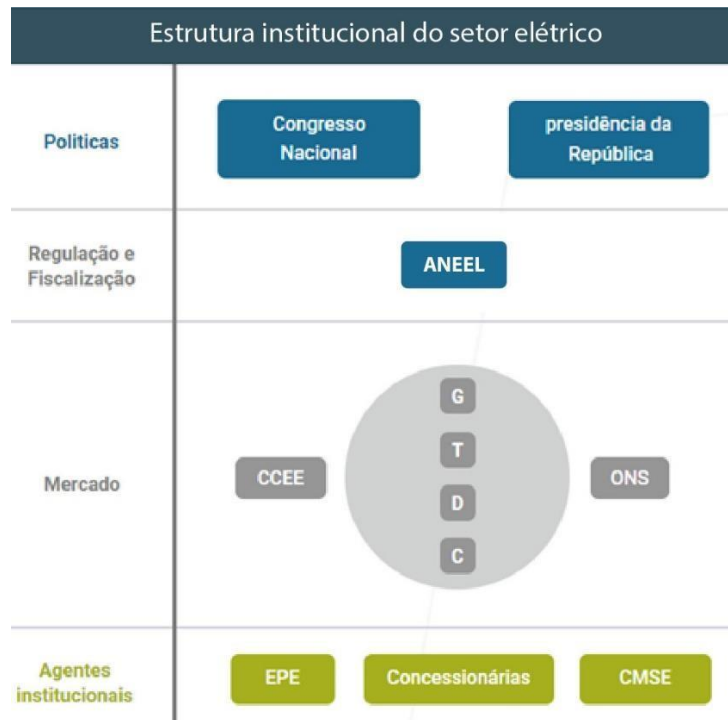 Estrutura institucional do setor elétrico
Politicas
Congresso
Nacional
presidência da
República
Regulação e
Fiscalização
ANEEL
Mercado
CCEE
G
T
D
C
ONS
Agentes
institucionais
EPE
Concessionárias
CMSE